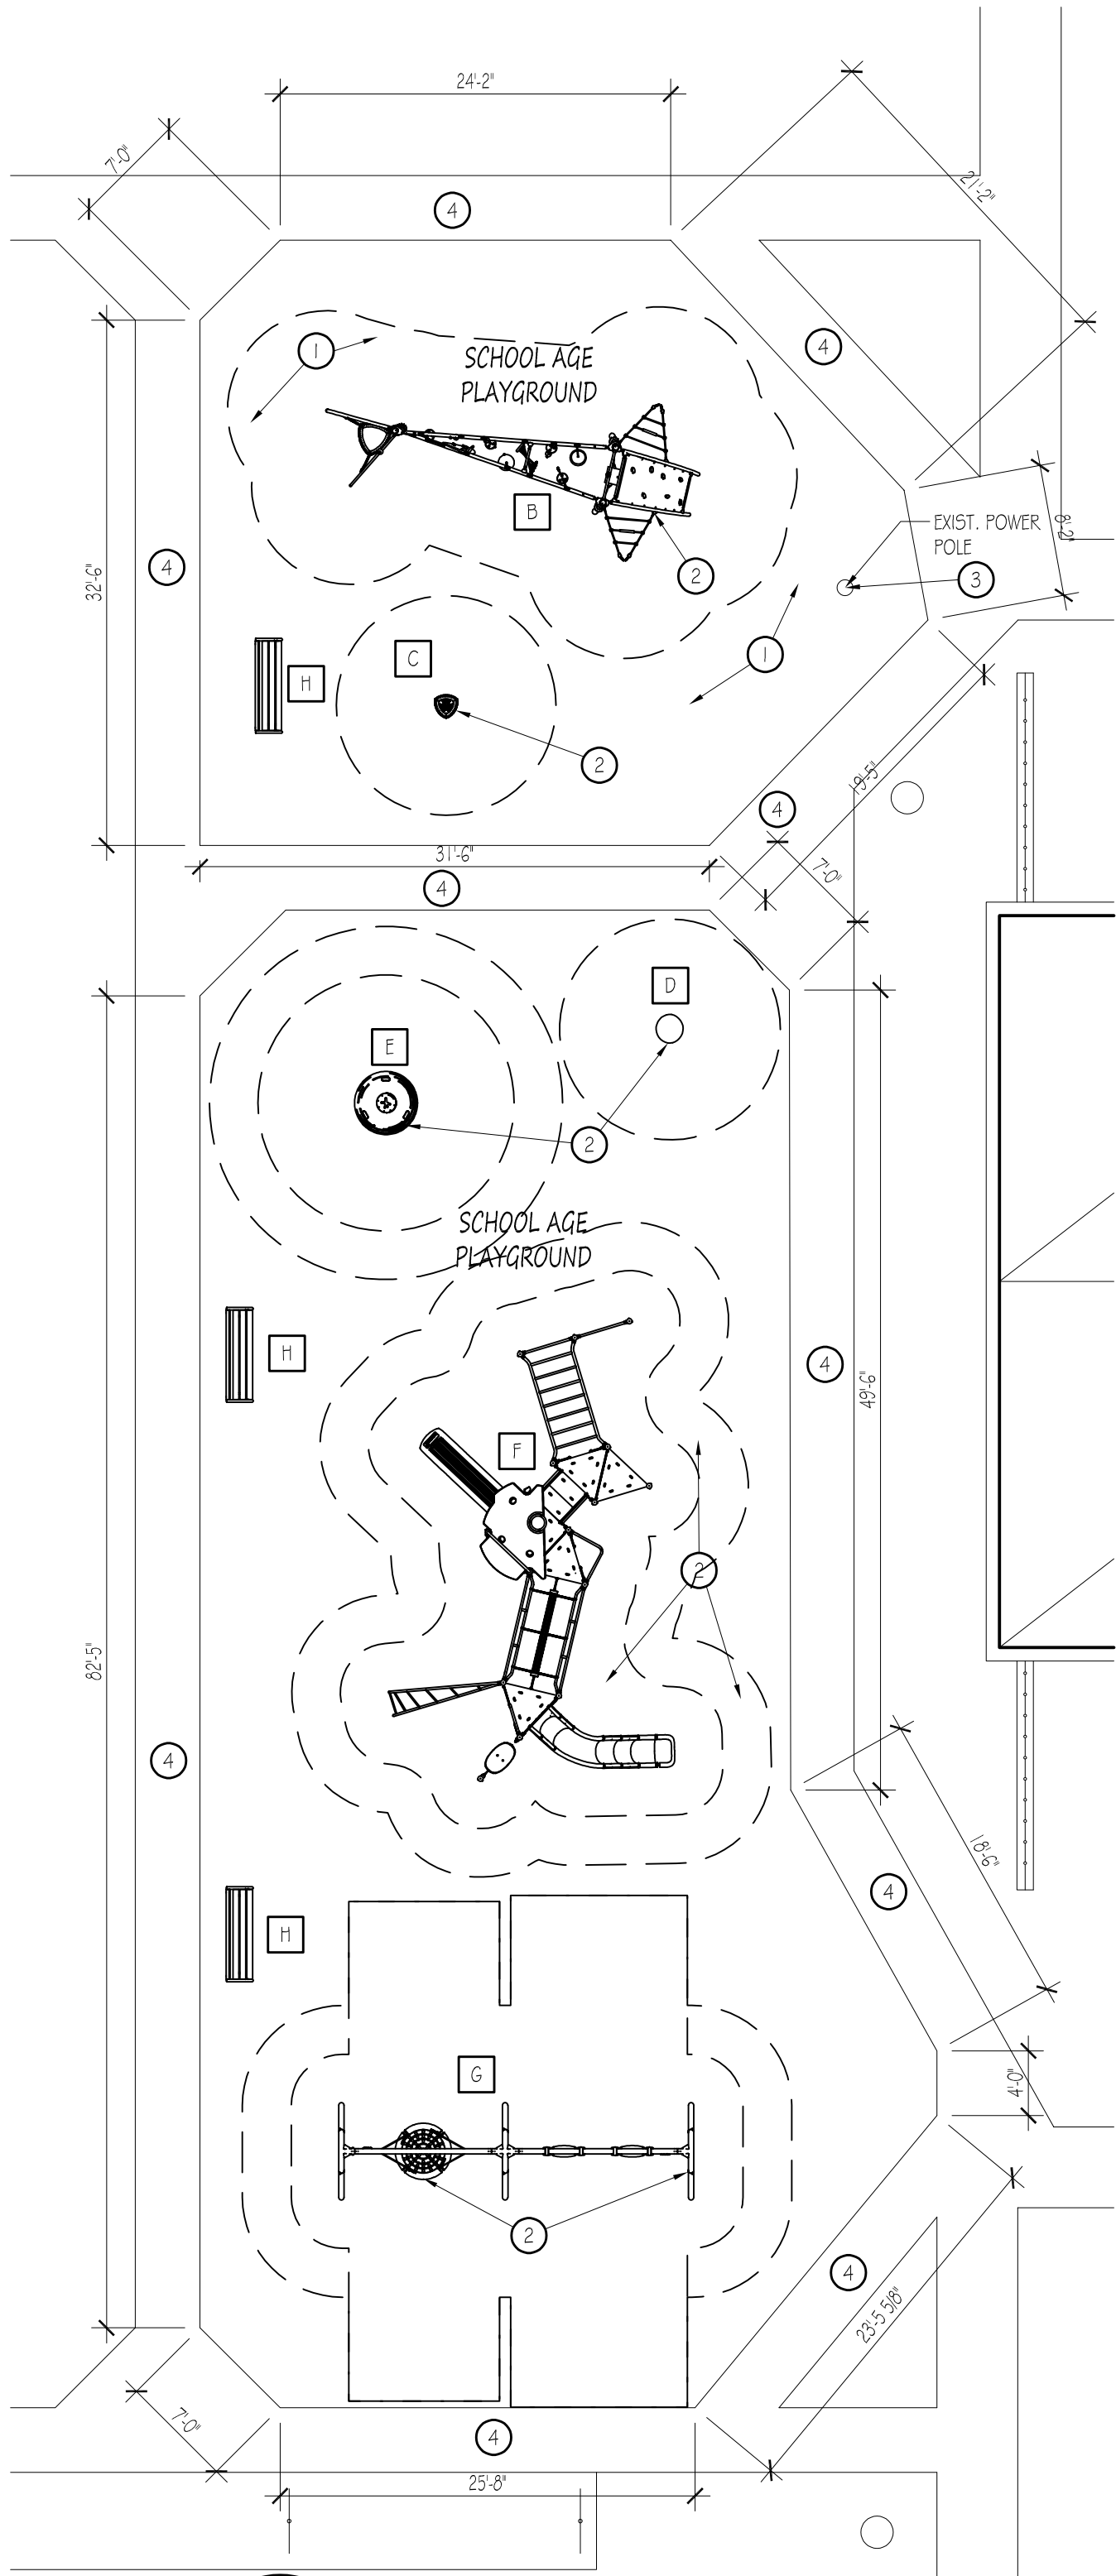 24'-2"
7'-0"
21'-2"
4
4
1
SCHOOL AGE
PLAYGROUND
B
EXIST. POWER
POLE
8'-2"
4
32'-6"
2
3
1
C
H
2
19'-5"
4
31'-6"
7'-0"
4
D
E
2
SCHOOL AGE
PLAYGROUND
H
4
49'-6"
F
2
82'-5"
4
18'-6"
4
H
G
4'-0"
2
4
23'-5 5/8"
7'-0"
4
25'-8"